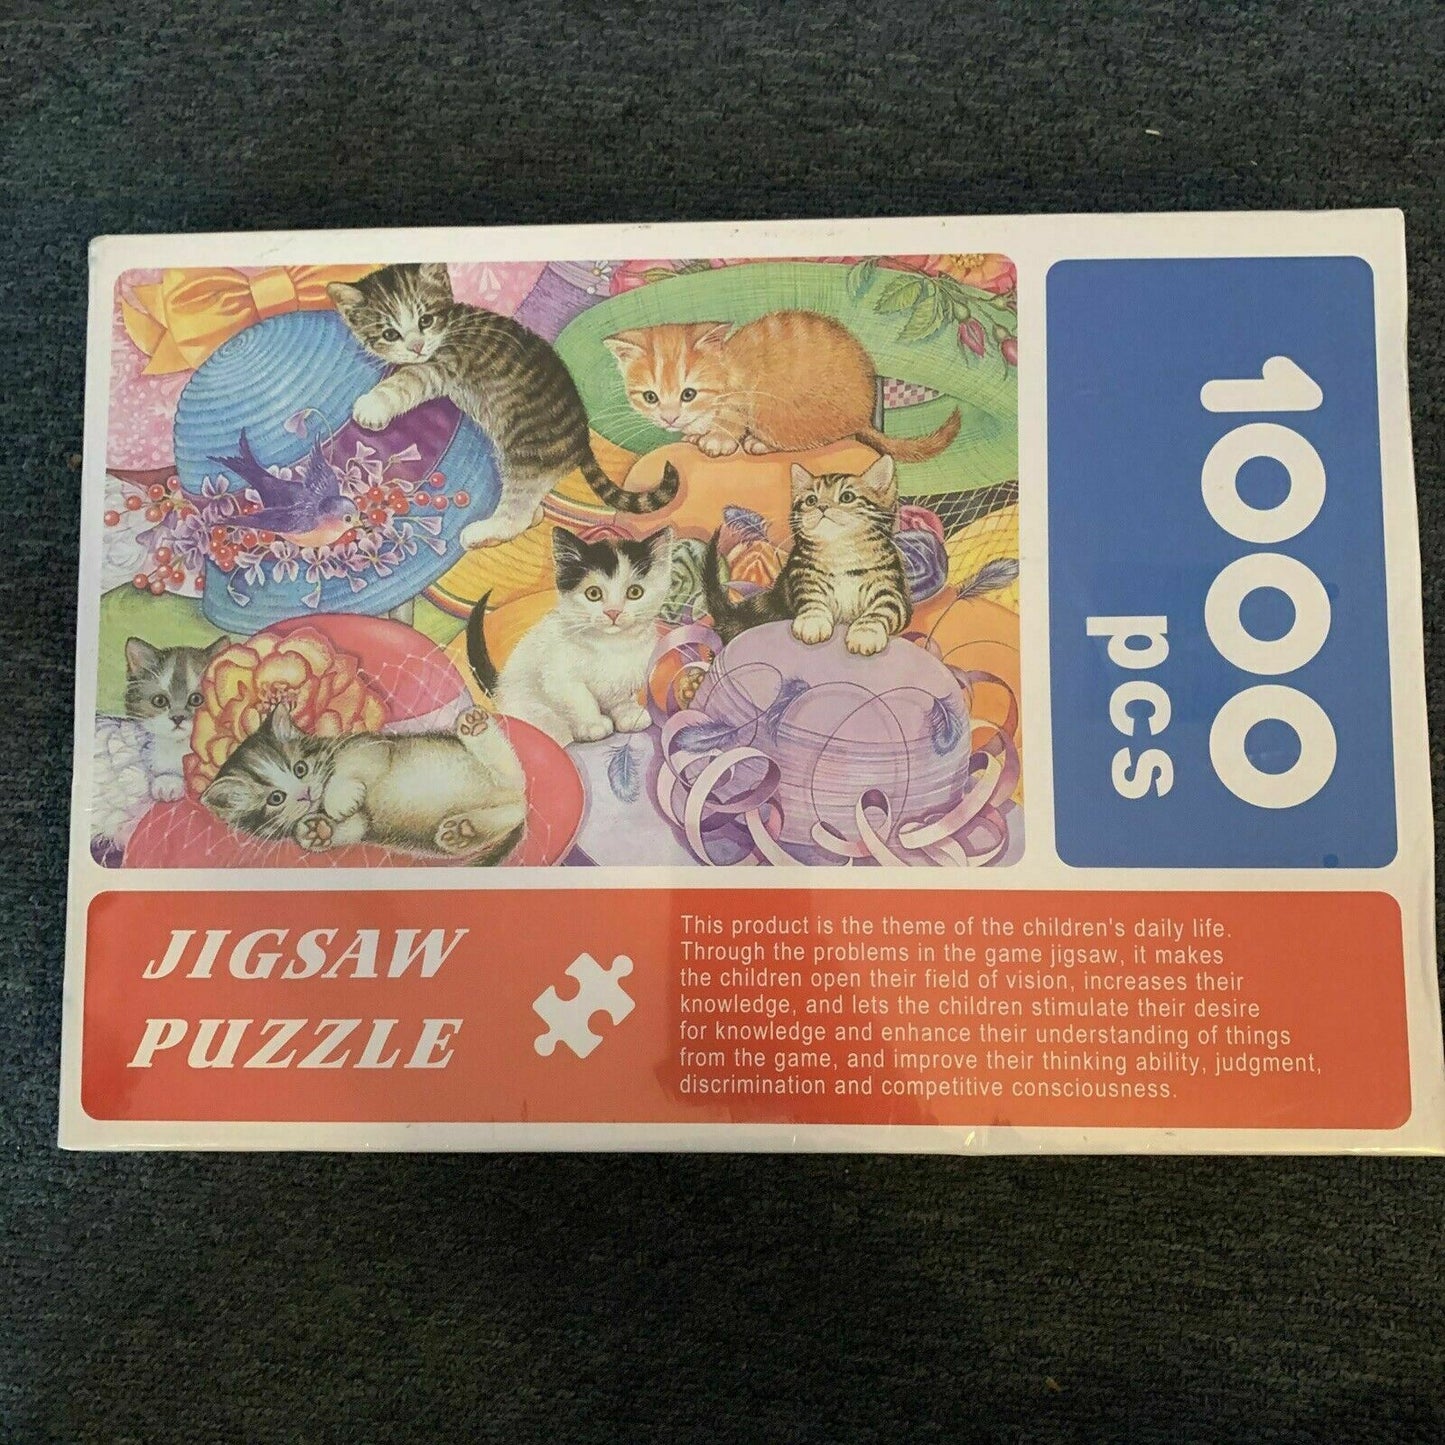 1000
pcs
JIGSAW
PUZZLE
This product is the theme of the children's daily life.
Through the problems in the game jigsaw, it makes
the children open their field of vision, increases their
knowledge, and lets the children stimulate their desire
for knowledge and enhance their understanding of things
from the game, and improve their thinking ability, judgment,
discrimination and competitive consciousness.